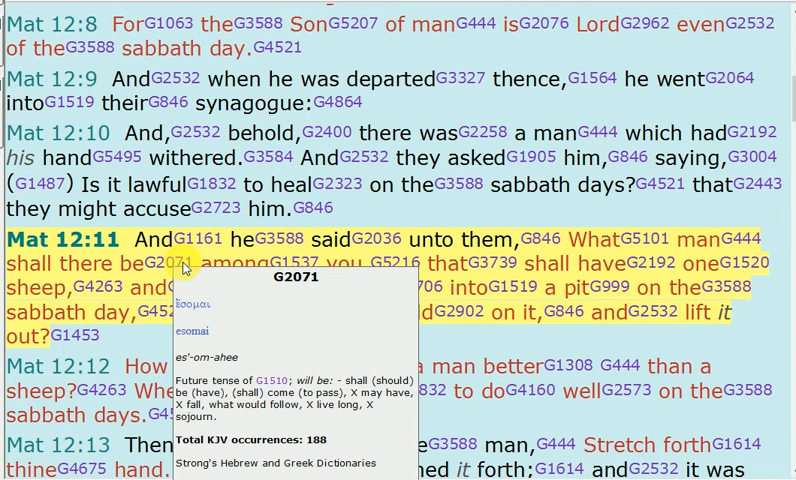 Mat 12:8 ForG1063 theG3588 SonG5207 of manG444 isG2076 LordG2962 evenG2532
of theG3588 sabbath day.G4521
Mat 12:9 AndG2532 when he was departedG3327 thence,G1564 he wentG2064
intoG1519 theirG846 synagogue:G4864
Mat 12:10 And,G2532 behold,G2400 there wasG2258 a manG444 which hadG2192
his handG5495 withered.G3584 AndG2532 they askedG1905 him,G846 saying,G3004
(G1487) Is it lawfulG1832 to healG2323 on theG3588 sabbath days?G4521 thatG2443
they might accuseG2723 him.G846
Mat 12:11 AndG1161 heG3588 saidG2036 unto them,G846 WhatG5101 manG444
shall there beG2071 amongG1537 you,G5216 thatG3739 shall haveG2192 oneG1520
sheep,G4263 and 706 intoG1519 a pitG999 on theG3588
sabbath day,G452 ldG2902 on it,G846 andG2532 lift it
out?G1453
Mat 12:12 How a man betterG1308 G444 than a
sheep?G4263 Whe 832 to doG4160 wellG2573 on theG3588
sabbath days.G45
Mat 12:13 Then eG3588 man,G444 Stretch forthG1614
thineG4675 hand. ned it forth;G1614 andG2532 it was
G2071
ἔσομαι
esomai
es'-om-ahee
Future tense of G1510; will be: - shall (should)
be (have), (shall) come (to pass), X may have,
X fall, what would follow, X live long, X
sojourn.
Total KJV occurrences: 188
Strong's Hebrew and Greek Dictionaries